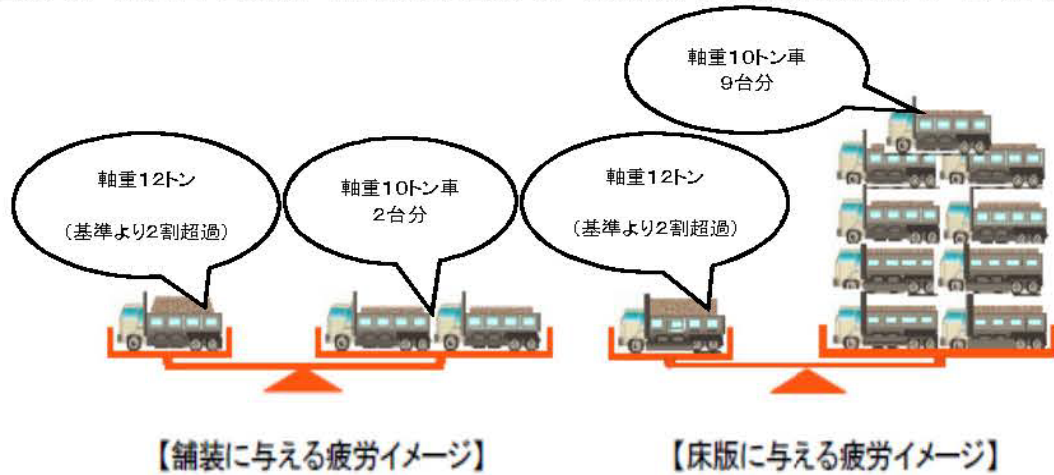 軸重10トン車
9台分
軸重12トン
(基準より2割超過)
軸重10トン車
2台分
軸重12トン
(基準より2割超過)
【舗装に与える疲労イメージ】
【床版に与える疲労イメージ】